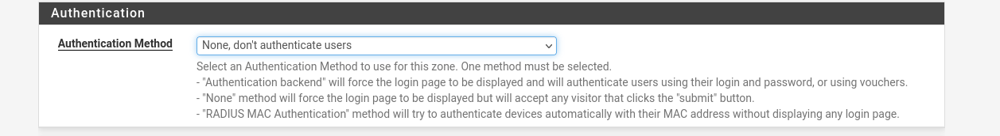 Authentication
Authentication Method
None, don't authenticate users
Select an Authentication Method to use for this zone. One method must be selected.
- "Authentication backend" will force the login page to be displayed and will authenticate users using their login and password, or using vouchers.
- "None" method will force the login page to be displayed but will accept any visitor that clicks the "submit" button.
- "RADIUS MAC Authentication" method will try to authenticate devices automatically with their MAC address without displaying any login page.